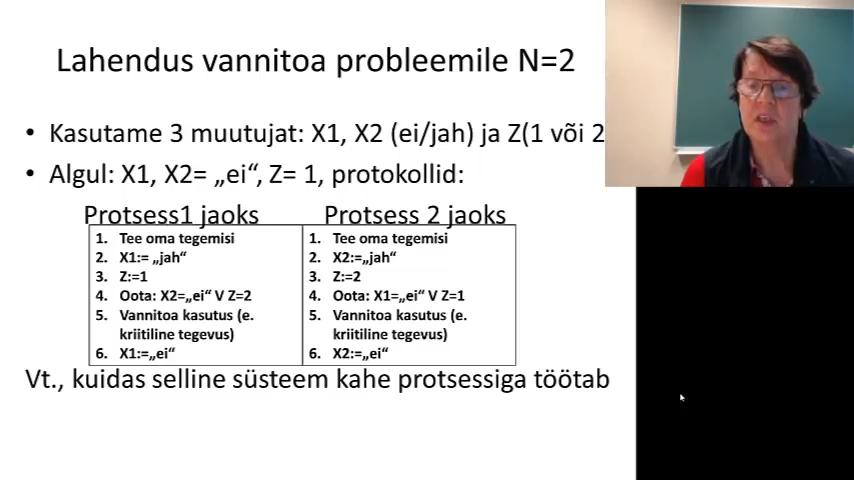 Lahendus vannitoa probleemile N=2
• Kasutame 3 muutujat: X1, X2 (ei/jah) ja Z(1 või 2
• Algul: X1, X2= „ei“, Z= 1, protokollid:
Protsess1 jaoks Protsess 2 jaoks
1. Tee oma tegemisi
2. X1:= „jah“
3. Z:=1
4. Oota: X2=„ei“ V Z=2
5. Vannitoa kasutus (e.
kriitiline tegevus)
6. X1:=„ei“
1. Tee oma tegemisi
2. X2:=„jah“
3. Z:=2
4. Oota: X1=„ei“ V Z=1
5. Vannitoa kasutus (e.
kriitiline tegevus)
6. X2:=„ei“
Vt., kuidas selline süsteem kahe protsessiga töötab